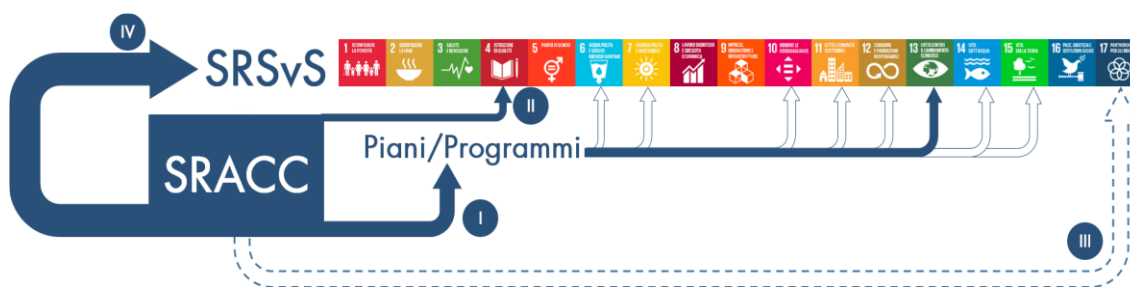 IV
SRSvS
1 SCONFIGGERE
LA POVERTÀ
2 SCONFIGGERE
LA FAME
3 SALUTE
E BENESSERE
4 ISTRUZIONE
DI QUALITÀ
5 PARITÀ DI GENERE
6 ACQUA PULITA
E SERVIZI
IGIENICO-SANITARI
7 ENERGIA PULITA
E ACCESSIBILE
8 LAVORO DIGNITOSO
E CRESCITA
ECONOMICA
9 IMPRESE,
INNOVAZIONE E
INFRASTRUTTURE
10 RIDURRE LE
DISUGUAGLIANZE
11 CITTÀ E COMUNITÀ
SOSTENIBILI
12 CONSUMO
E PRODUZIONE
RESPONSABILI
13 LOTTA CONTRO
IL CAMBIAMENTO
CLIMATICO
14 VITA
SOTT'ACQUA
15 VITA
SULLA TERRA
16 PACE, GIUSTIZIA E
ISTITUZIONI SOLIDE
17 PARTNERSHIP
PER GLI OBIETTIVI
II
Piani/Programmi
SRACC
I
III